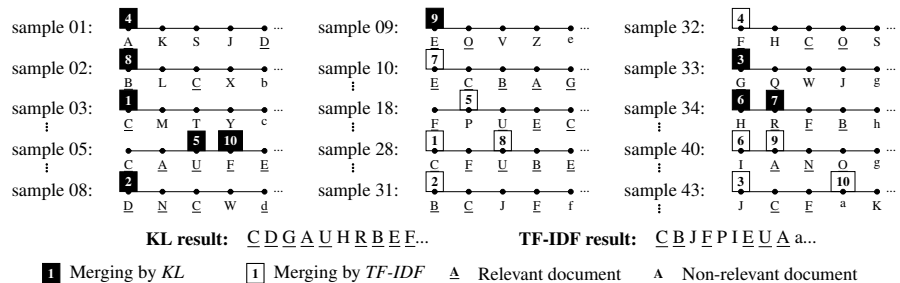 4 9 4
sample 01: ... sample 09: ... sample 32: ...
A K S J D E O V Z e F H C O S
8 7 3
sample 02: ... sample 10: ... sample 33: ...
B L C X b E C B A G G Q W J g
1 5 6 7
sample 03: ... sample 18: ... sample 34: ...
C M T Y c F P U E C H R F B h
5 10 1 8 6 9
sample 05: ... sample 28: ... sample 40: ...
C A U F E C F U B E I A N O g
2 2 3 10
sample 08: ... sample 31: ... sample 43: ...
D N C W d B C J F f J C F a K
KL result: C D G A U H R B E F... TF-IDF result: C B J F P I E U A a...
1 Merging by KL 1 Merging by TF-IDF A Relevant document A Non-relevant document